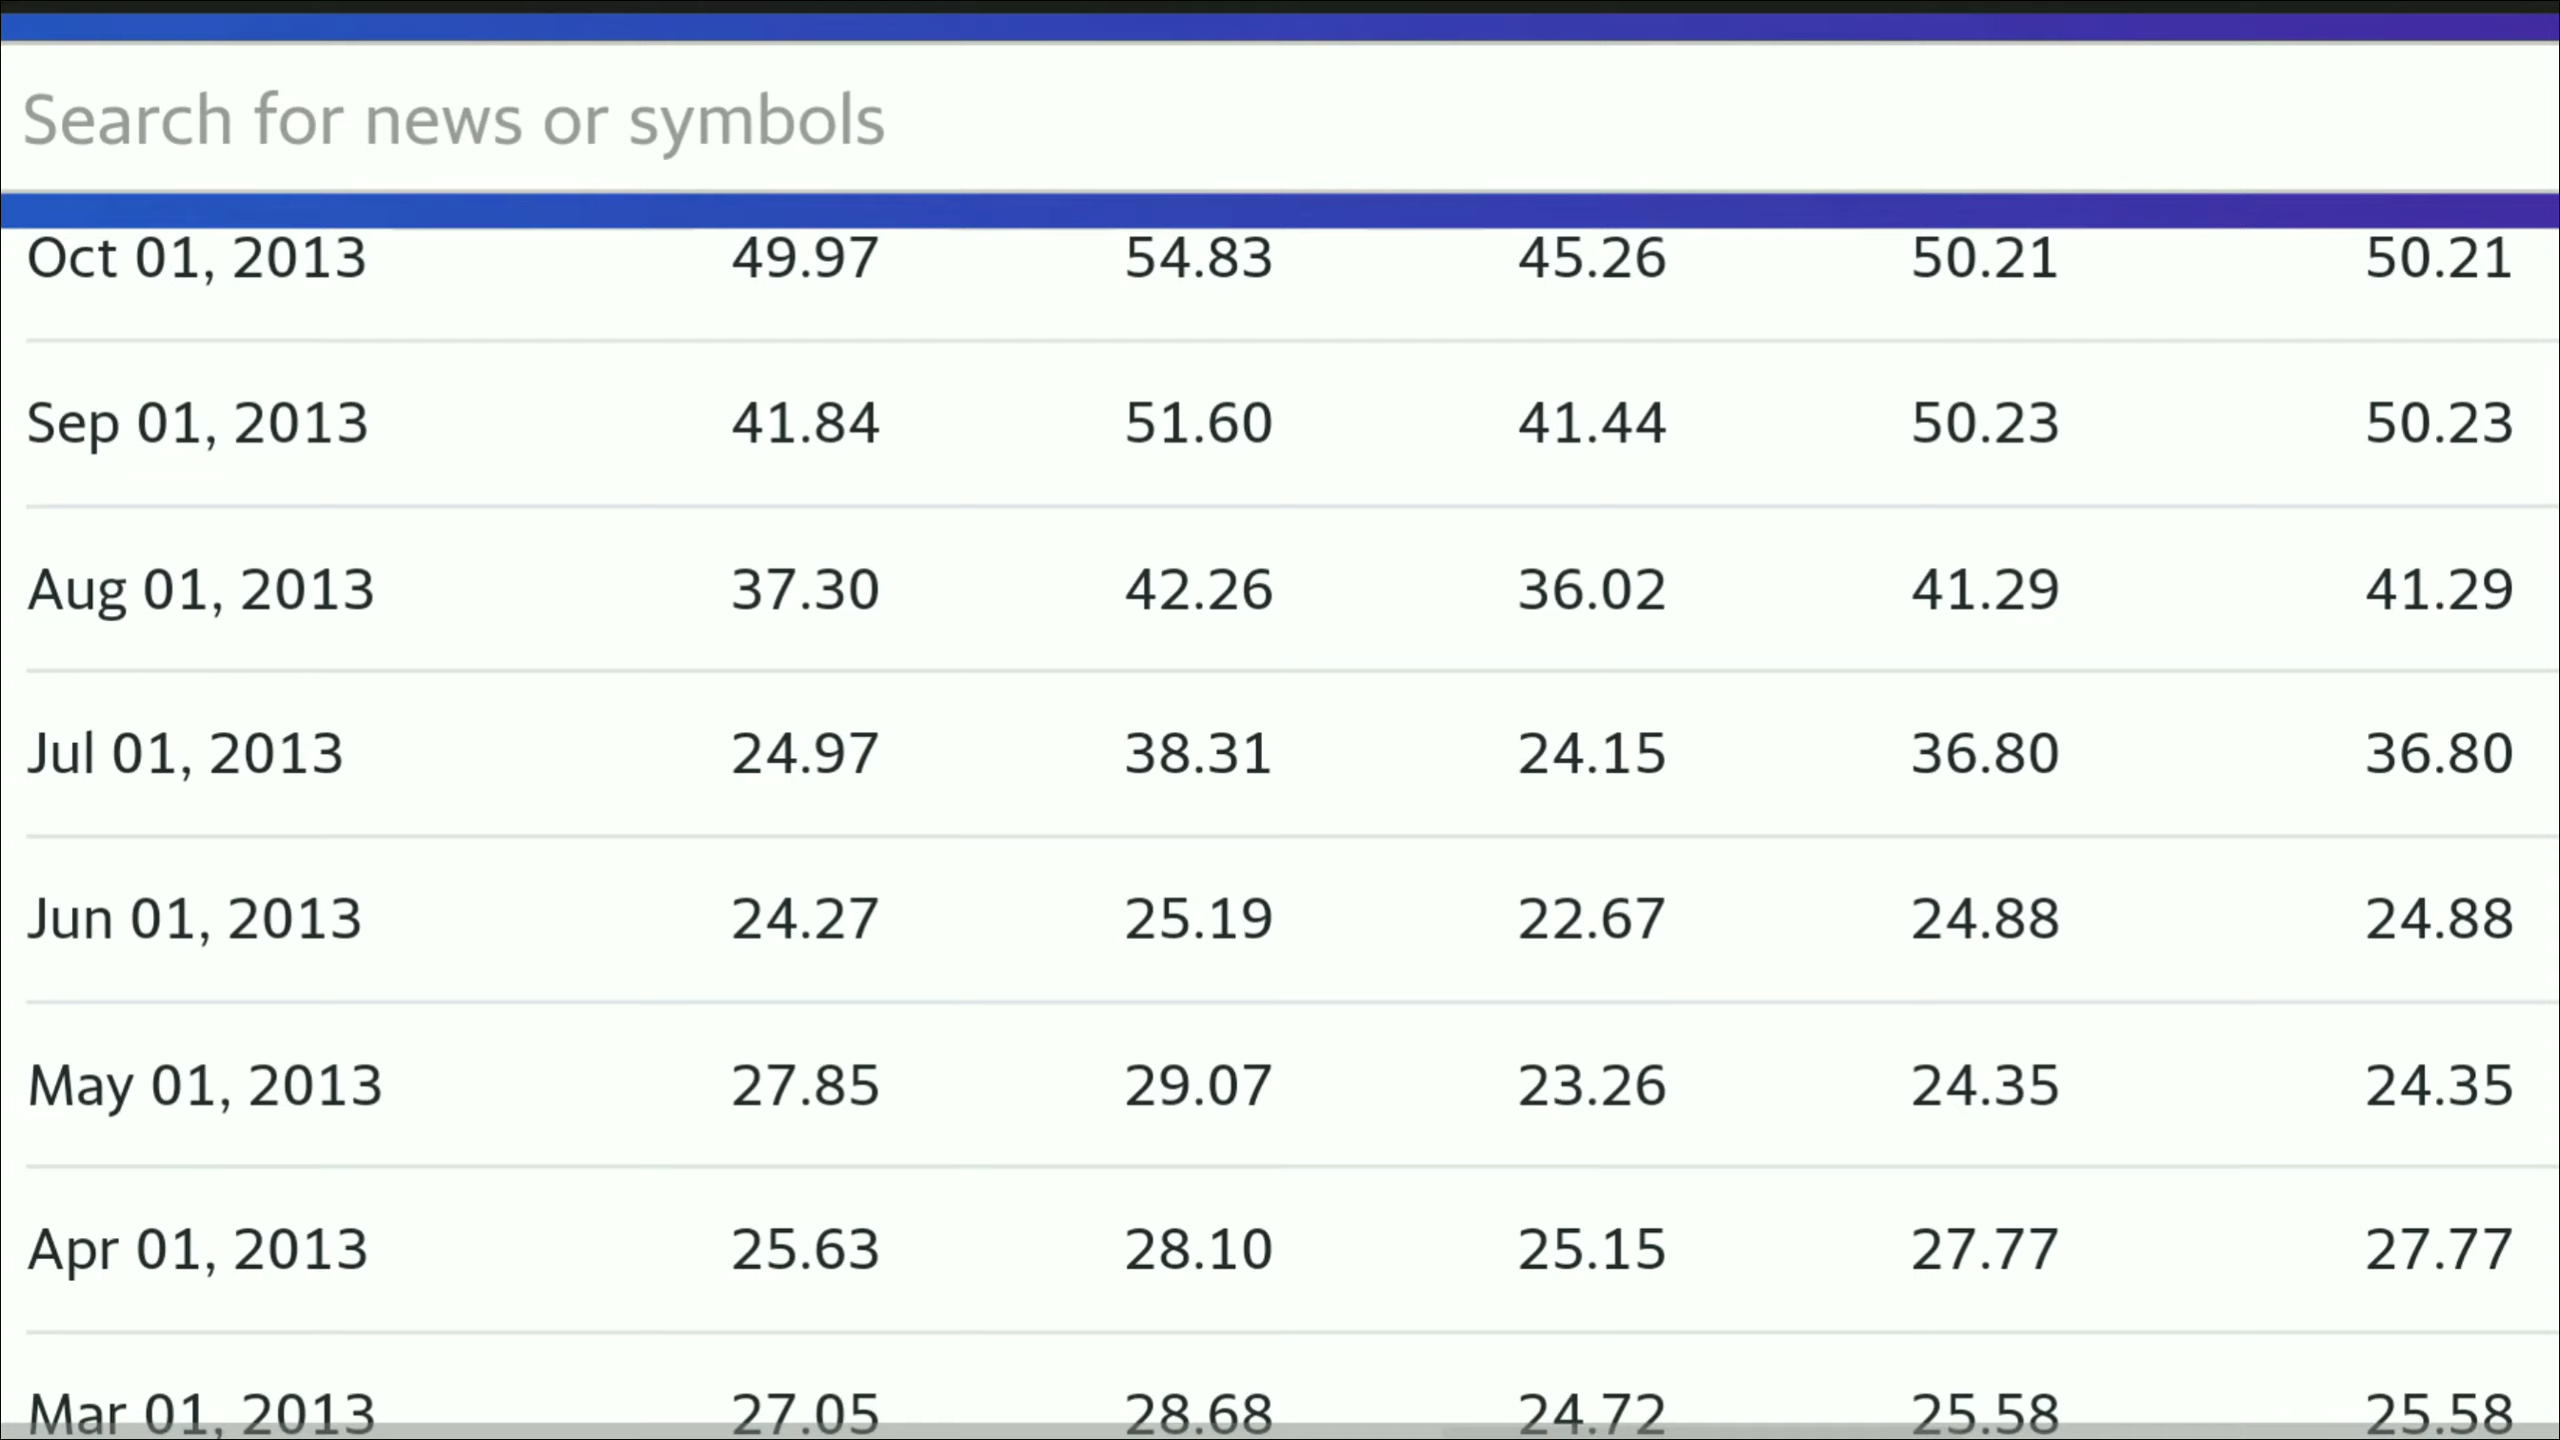 Search for news or symbols
Oct 01, 2013 49.97 54.83 45.26 50.21 50.21
Sep 01, 2013 41.84 51.60 41.44 50.23 50.23
Aug 01, 2013 37.30 42.26 36.02 41.29 41.29
Jul 01, 2013 24.97 38.31 24.15 36.80 36.80
Jun 01, 2013 24.27 25.19 22.67 24.88 24.88
May 01, 2013 27.85 29.07 23.26 24.35 24.35
Apr 01, 2013 25.63 28.10 25.15 27.77 27.77
Mar 01, 2013 27.05 28.68 24.72 25.58 25.58